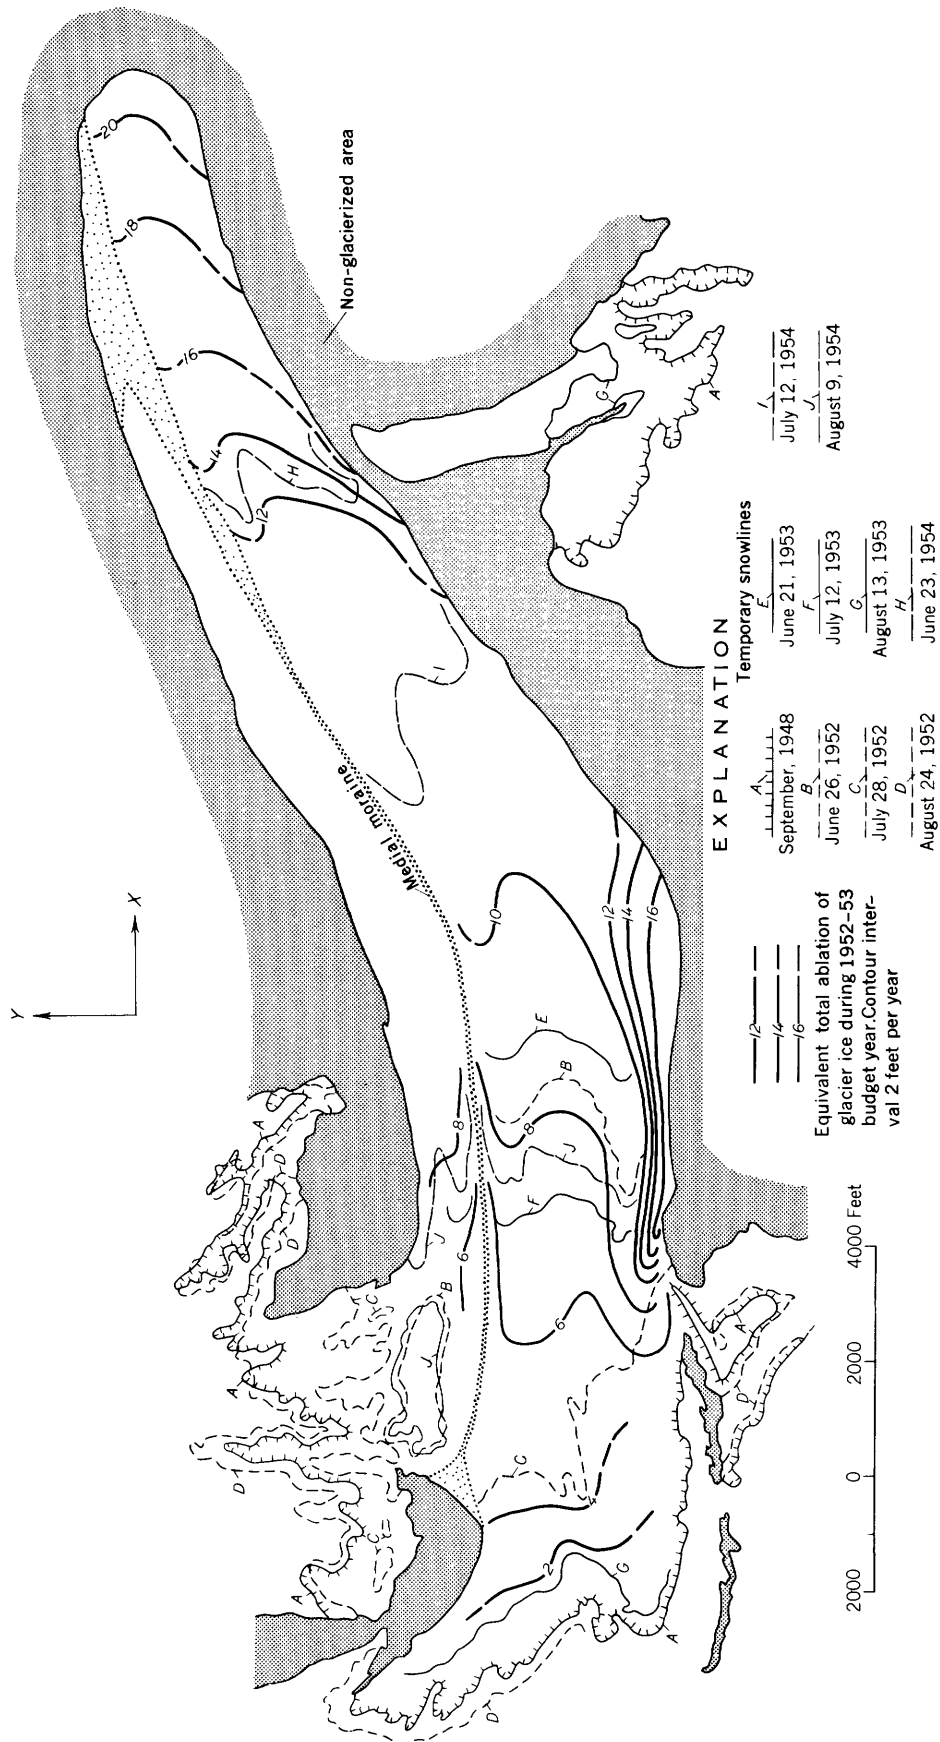 20
18
16
14
H
12
Non-glacierized area
G
A
I
Medial moraine
Y
X
10
12
14
16
E
B
8
J
F
8
6
J
B
J
6
C
A
D
D
A
D
C
A
C
2
G
A
D
A
D
EXPLANATION
12
14
16
Equivalent total ablation of
glacier ice during 1952–53
budget year. Contour inter-
val 2 feet per year
Temporary snowlines
A
September, 1948
B
June 26, 1952
C
July 28, 1952
D
August 24, 1952
E
June 21, 1953
F
July 12, 1953
G
August 13, 1953
H
June 23, 1954
I
July 12, 1954
J
August 9, 1954
2000 0 2000 4000 Feet